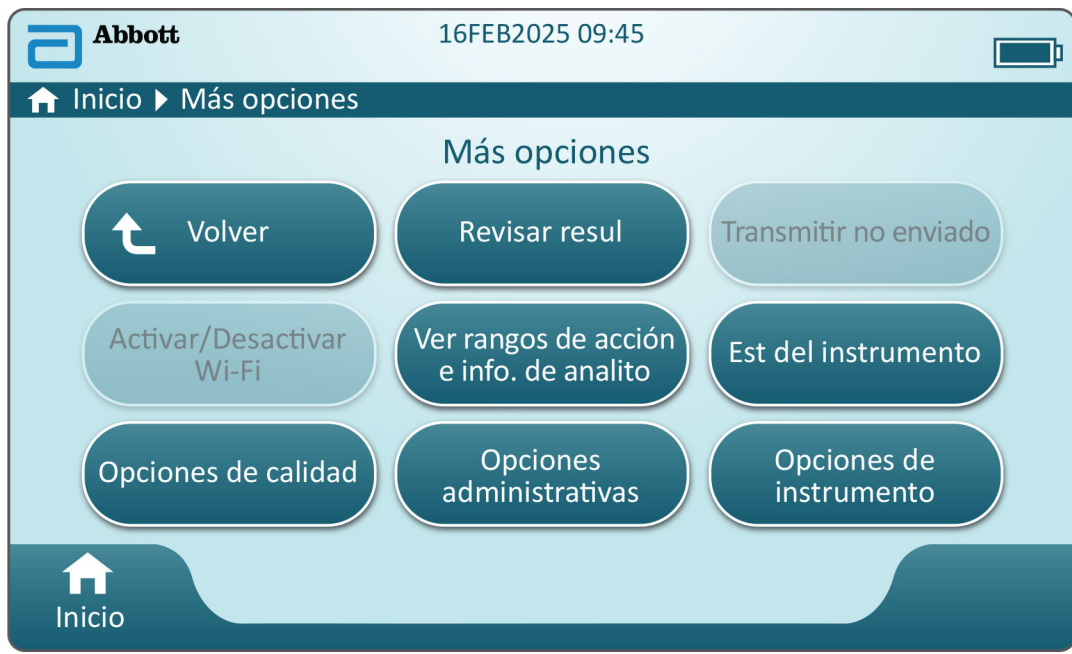 Abbott
16FEB2025 09:45
Inicio Más opciones
Más opciones
Volver
Revisar resul
Transmitir no enviado
Activar/Desactivar
Wi-Fi
Ver rangos de acción
e info. de analito
Est del instrumento
Opciones de calidad
Opciones
administrativas
Opciones de
instrumento
Inicio